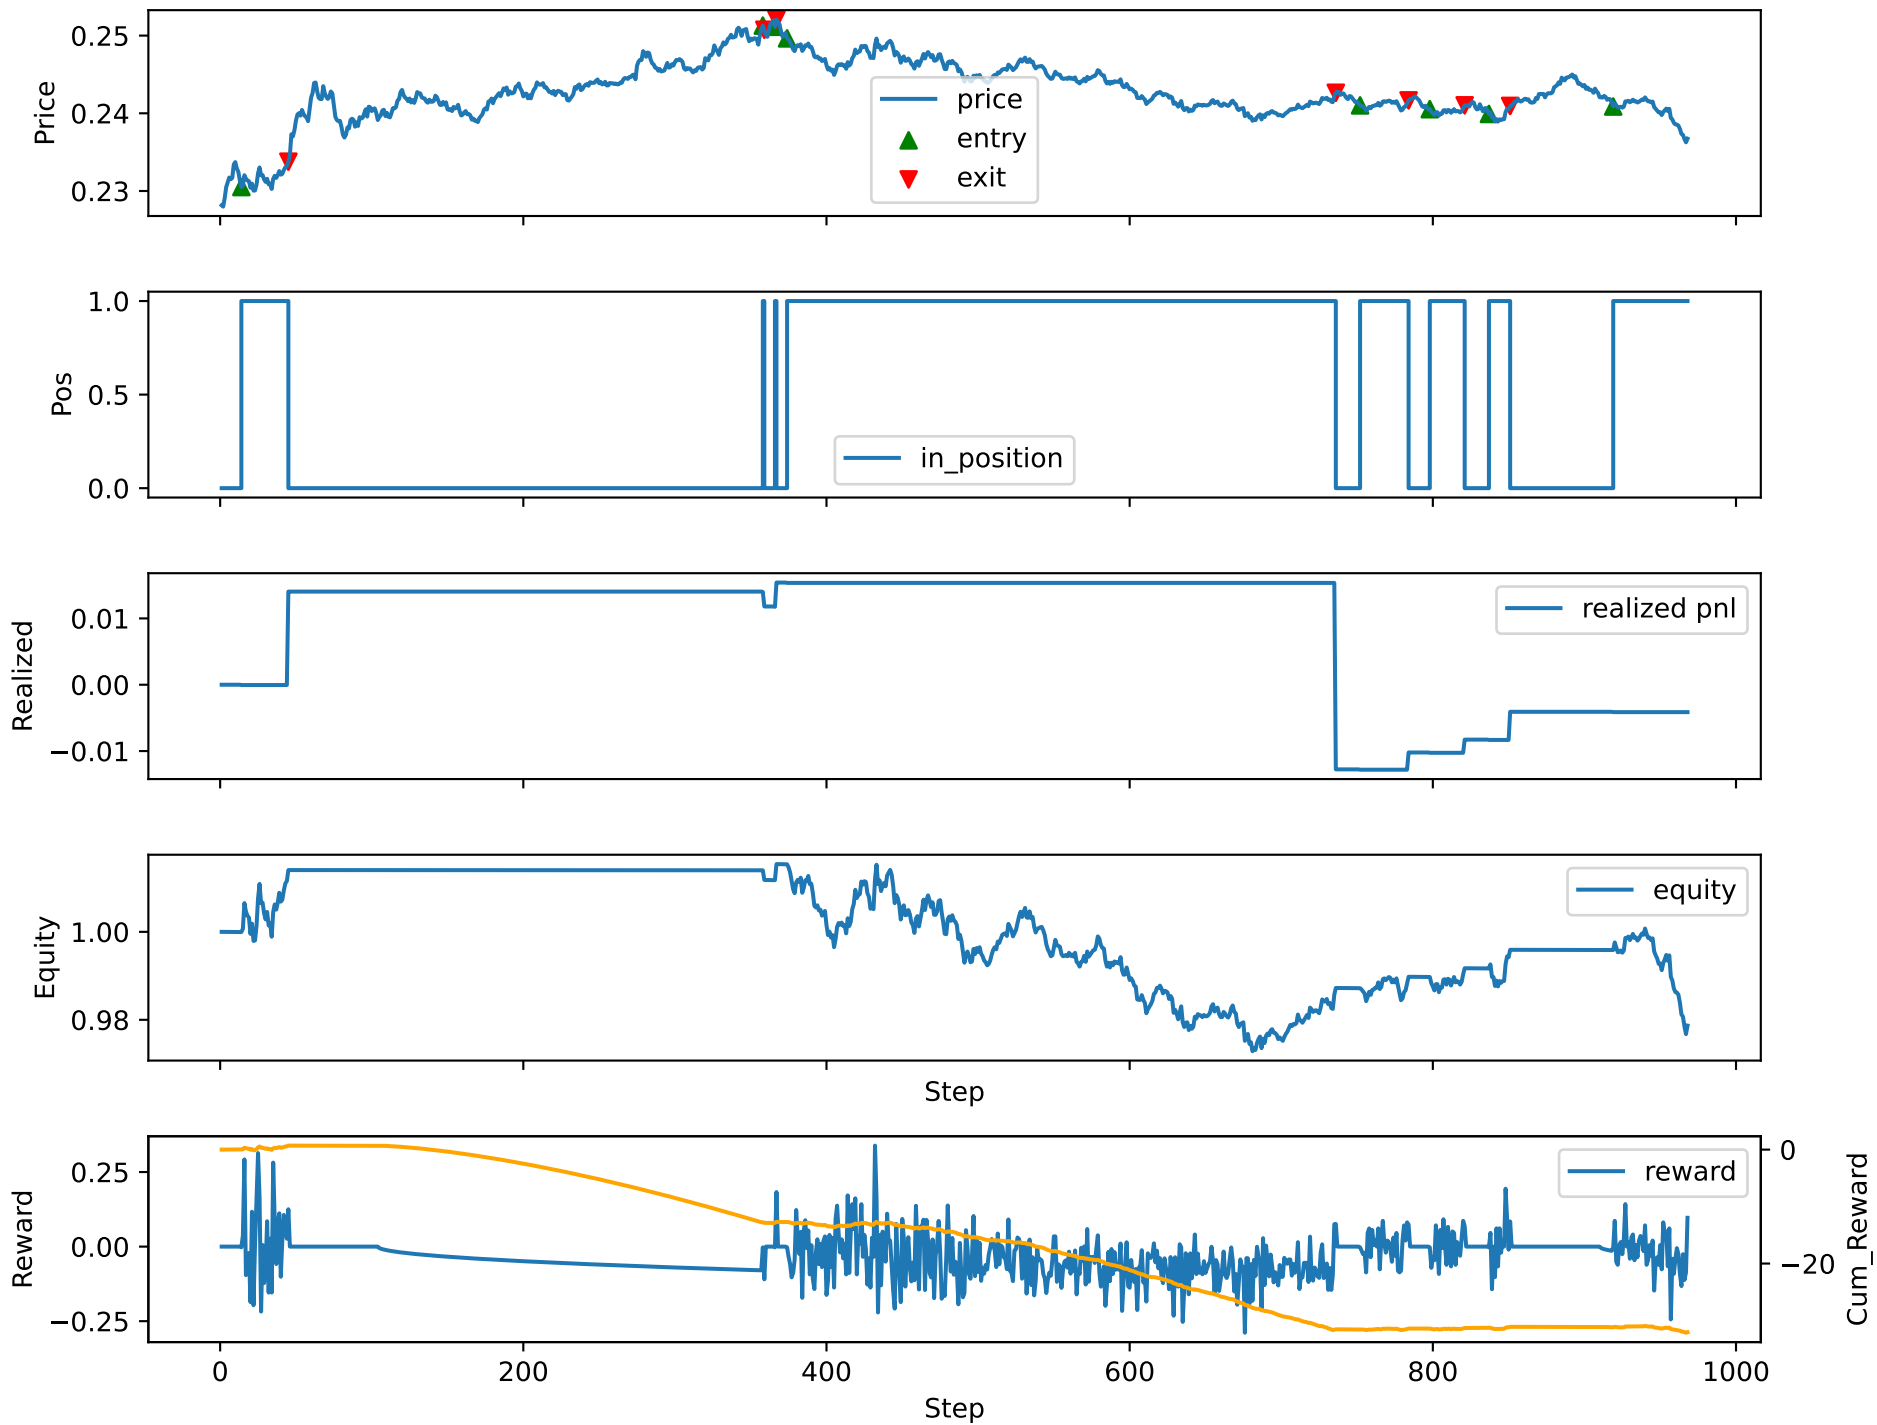 0.25
0.24
0.23
Price
price
entry
exit
1.0
0.5
0.0
Pos
in_position
0.01
0.00
−0.01
Realized
realized pnl
1.00
0.98
Equity
equity
Step
0.25
0.00
−0.25
Reward
reward
0
−20
Cum_Reward
0 200 400 600 800 1000
Step